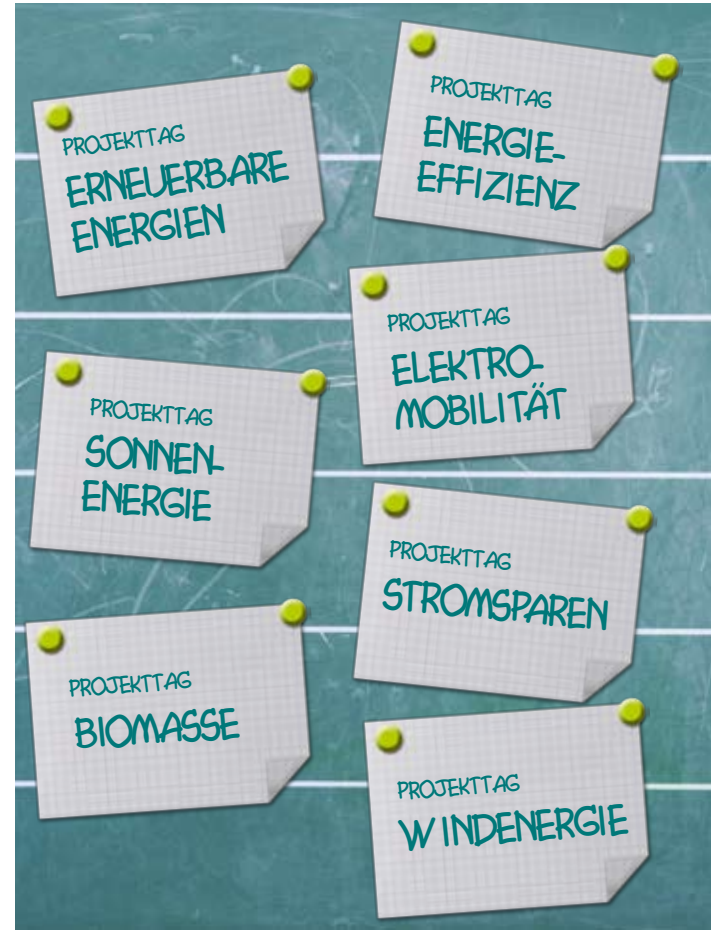 PROJEKTTAG
ERNEUERBARE
ENERGIEN
PROJEKTTAG
ENERGIE-
EFFIZIENZ
PROJEKTTAG
ELEKTRO-
MOBILITÄT
PROJEKTTAG
SONNEN-
ENERGIE
PROJEKTTAG
STROMSPAREN
PROJEKTTAG
BIOMASSE
PROJEKTTAG
WINDENERGIE